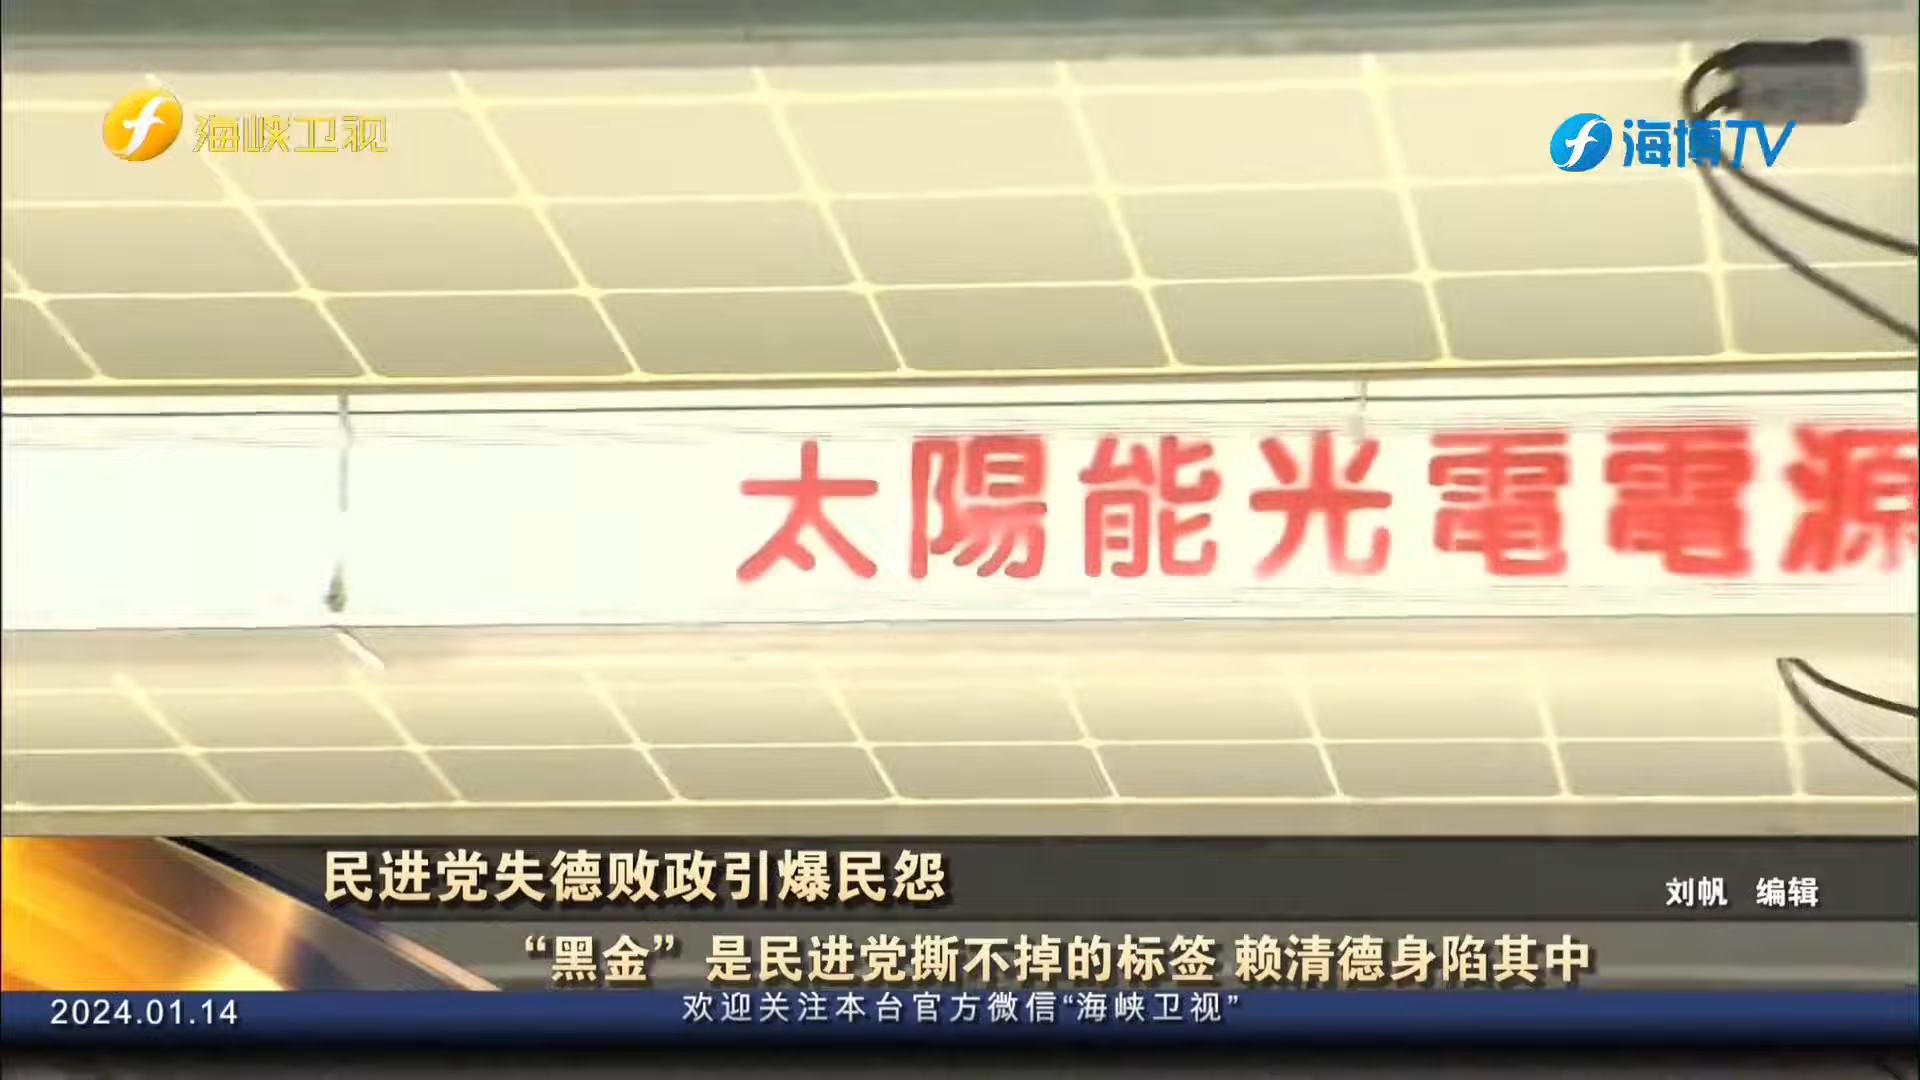 海峡卫视
海博TV
太陽能光電電源
民进党失德败政引爆民怨
刘帆 编辑
“黑金”是民进党撕不掉的标签 赖清德身陷其中
2024.01.14
欢迎关注本台官方微信“海峡卫视”